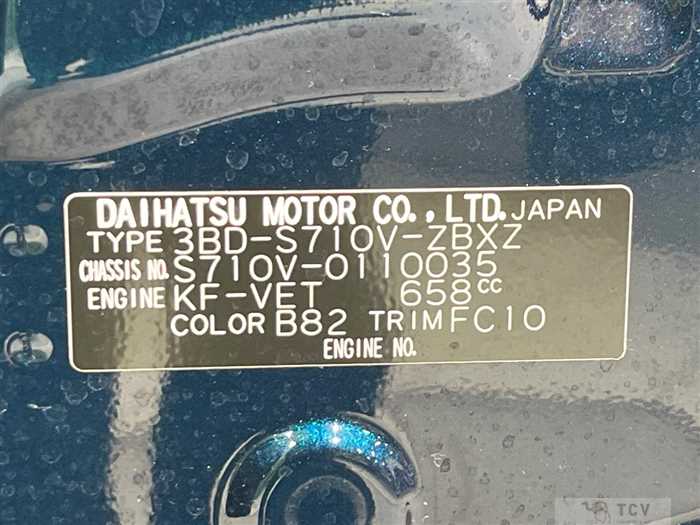 DAIHATSU MOTOR CO., LTD. JAPAN
TYPE 3BD-S710V-ZBXZ
CHASSIS NO. S710V-0110035
ENGINE KF-VET 658cc
COLOR B82 TRIM FC10
ENGINE NO.
TCV